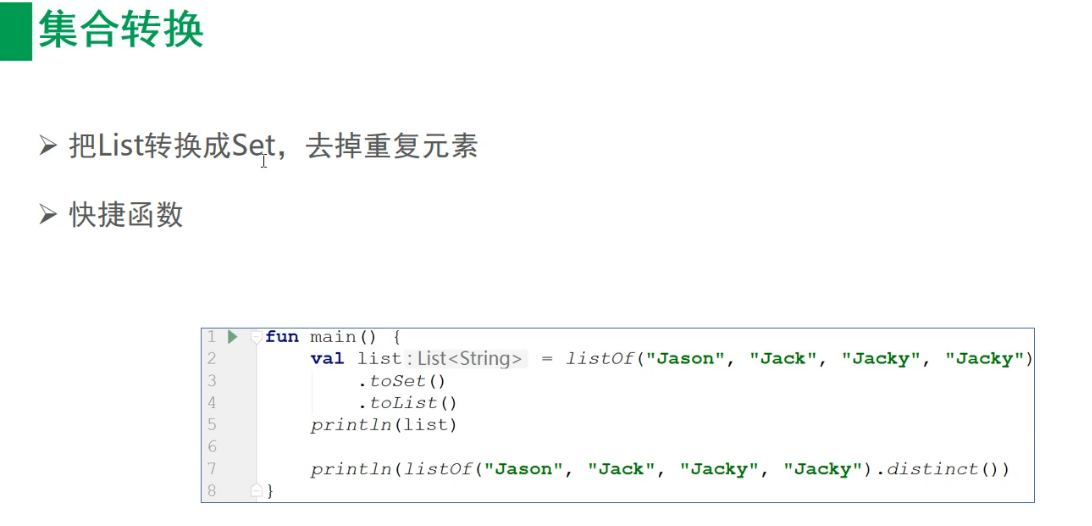 集合转换
➢ 把List转换成Set，去掉重复元素
➢ 快捷函数
1 fun main() {
2 val list : List<String> = listOf("Jason", "Jack", "Jacky", "Jacky")
3 .toSet()
4 .toList()
5 println(list)
6
7 println(listOf("Jason", "Jack", "Jacky", "Jacky").distinct())
8 }